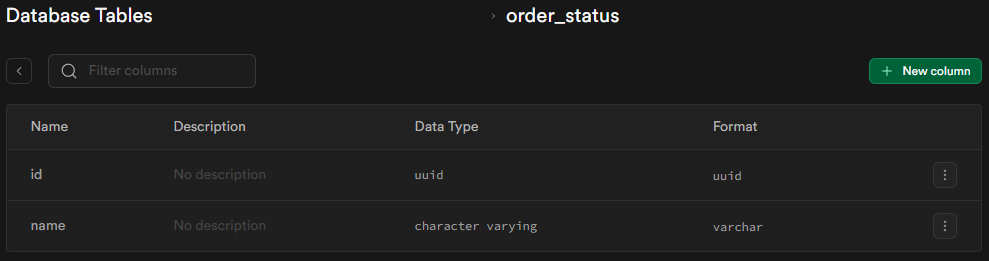 Database Tables › order_status
Filter columns + New column
Name Description Data Type Format
id No description uuid uuid
name No description character varying varchar